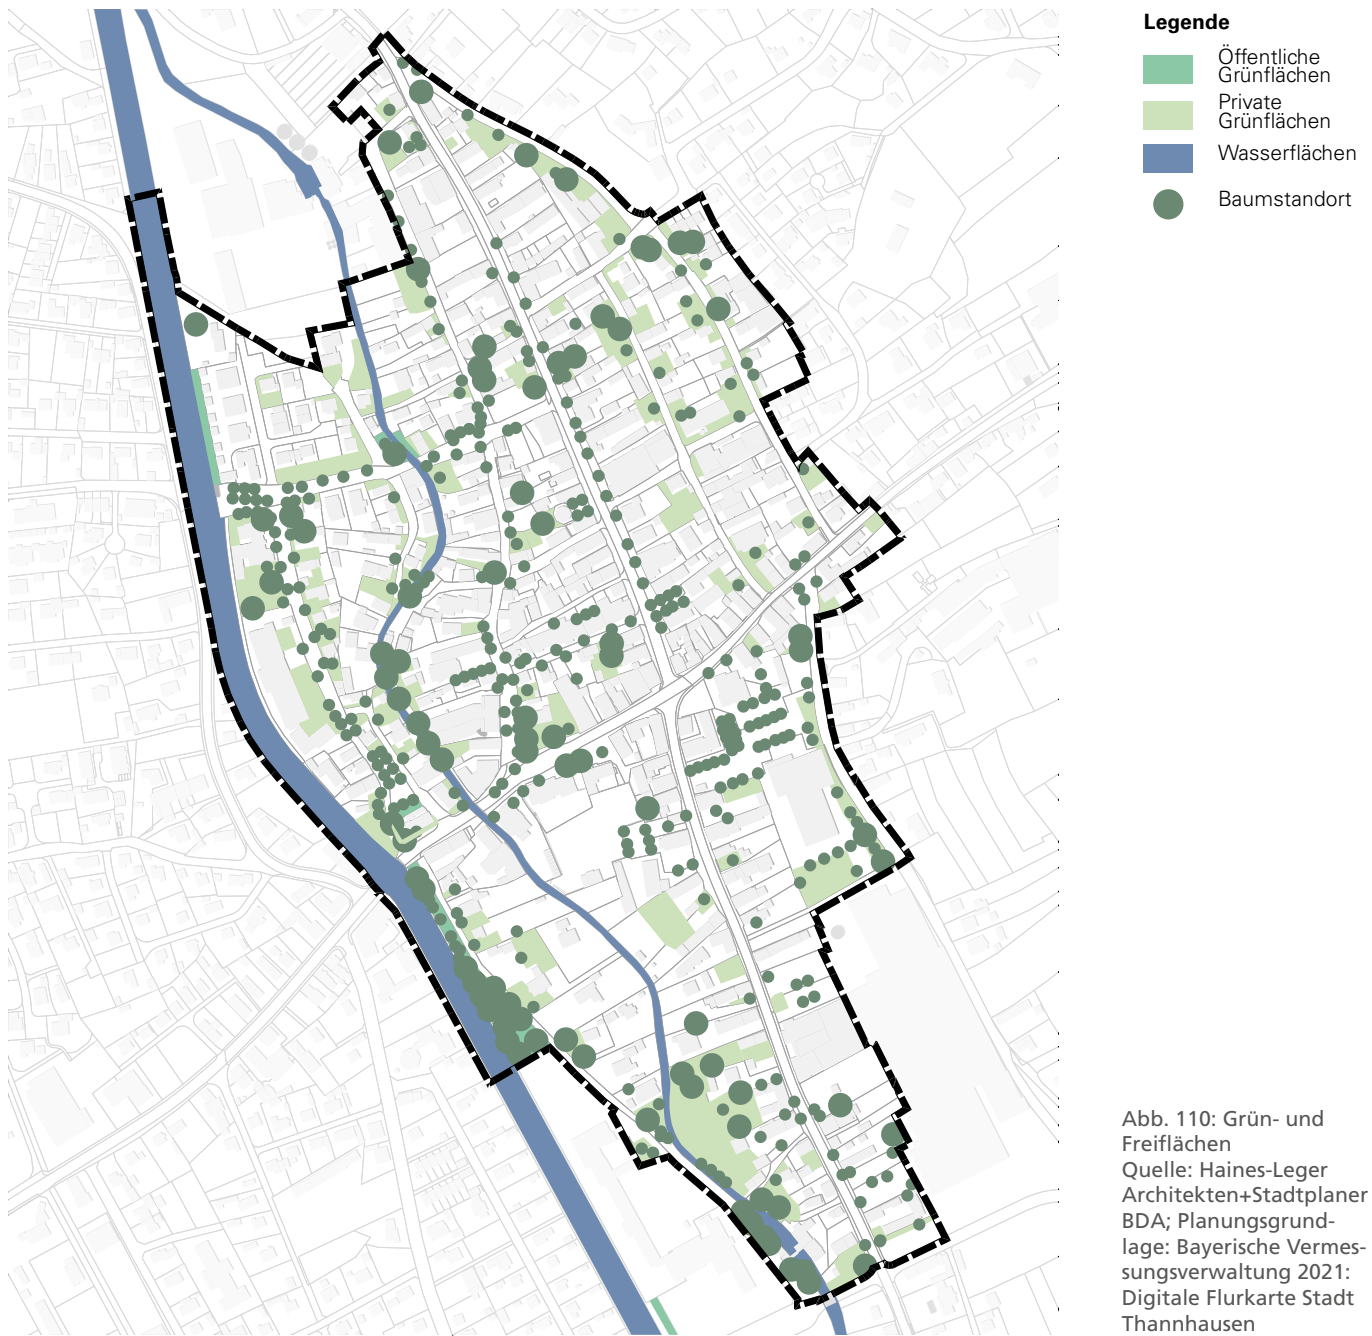 Legende
Öffentliche
Grünflächen
Private
Grünflächen
Wasserflächen
Baumstandort
Abb. 110: Grün- und
Freiflächen
Quelle: Haines-Leger
Architekten+Stadtplaner
BDA; Planungsgrund-
lage: Bayerische Vermes-
sungsverwaltung 2021:
Digitale Flurkarte Stadt
Thannhausen